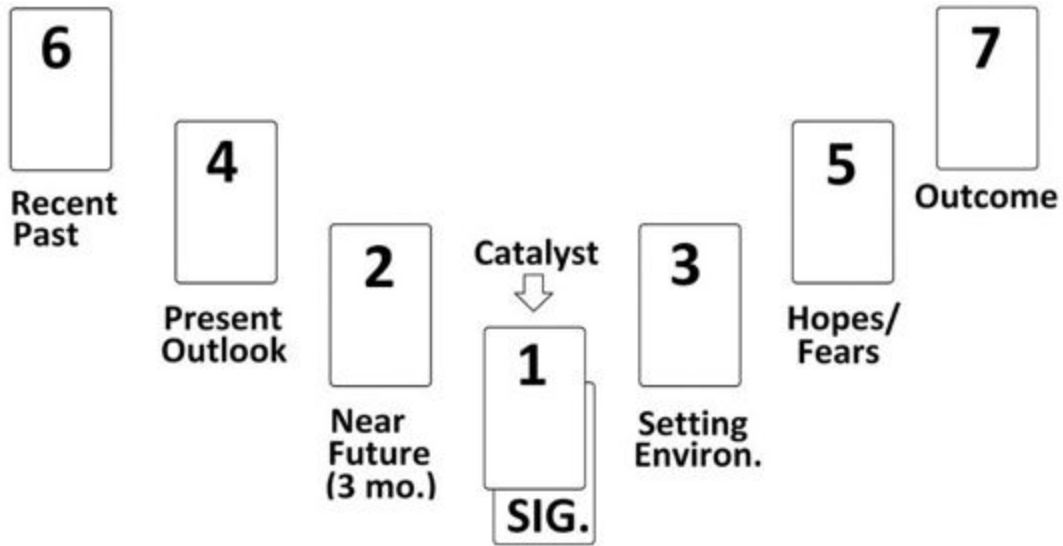 6
7
4
5
Recent
Past
Outcome
2
Catalyst
3
Present
Outlook
Hopes/
Fears
1
Near
Future
(3 mo.)
Setting
Environ.
SIG.